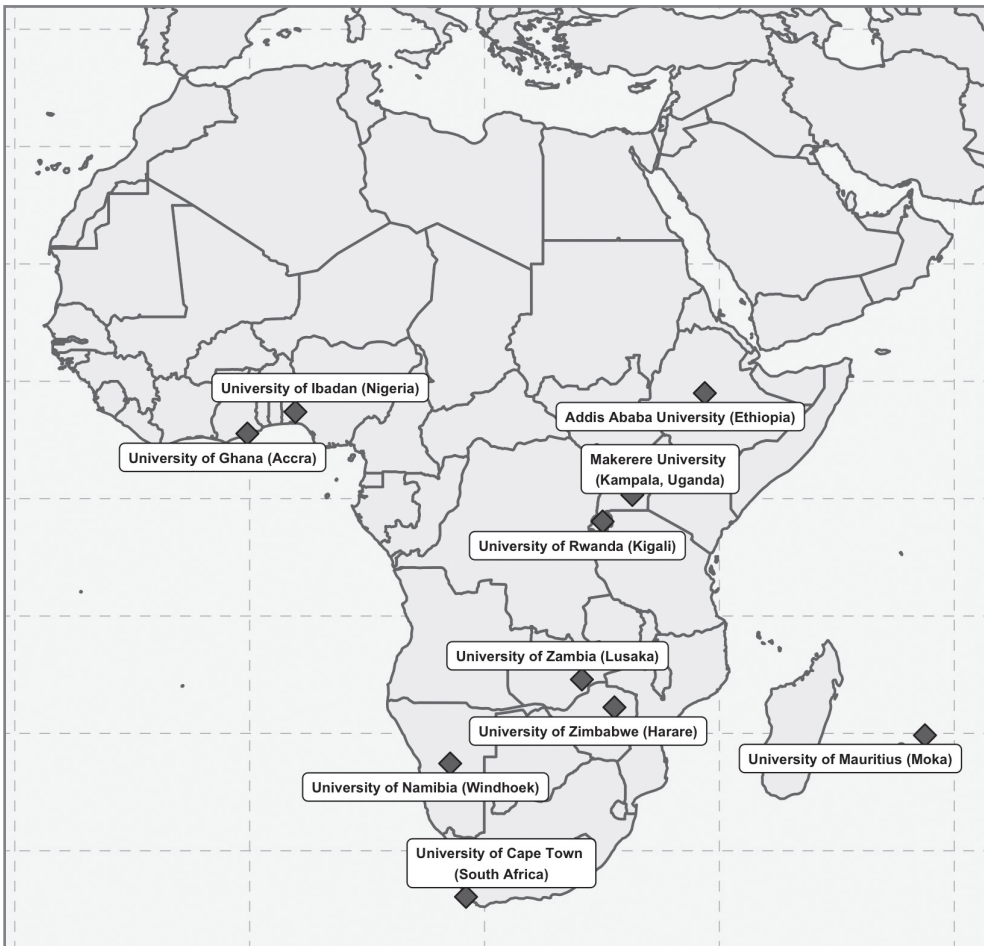 University of Ibadan (Nigeria)
Addis Ababa University (Ethiopia)
University of Ghana (Accra)
Makerere University
(Kampala, Uganda)
University of Rwanda (Kigali)
University of Zambia (Lusaka)
University of Zimbabwe (Harare)
University of Mauritius (Moka)
University of Namibia (Windhoek)
University of Cape Town
(South Africa)